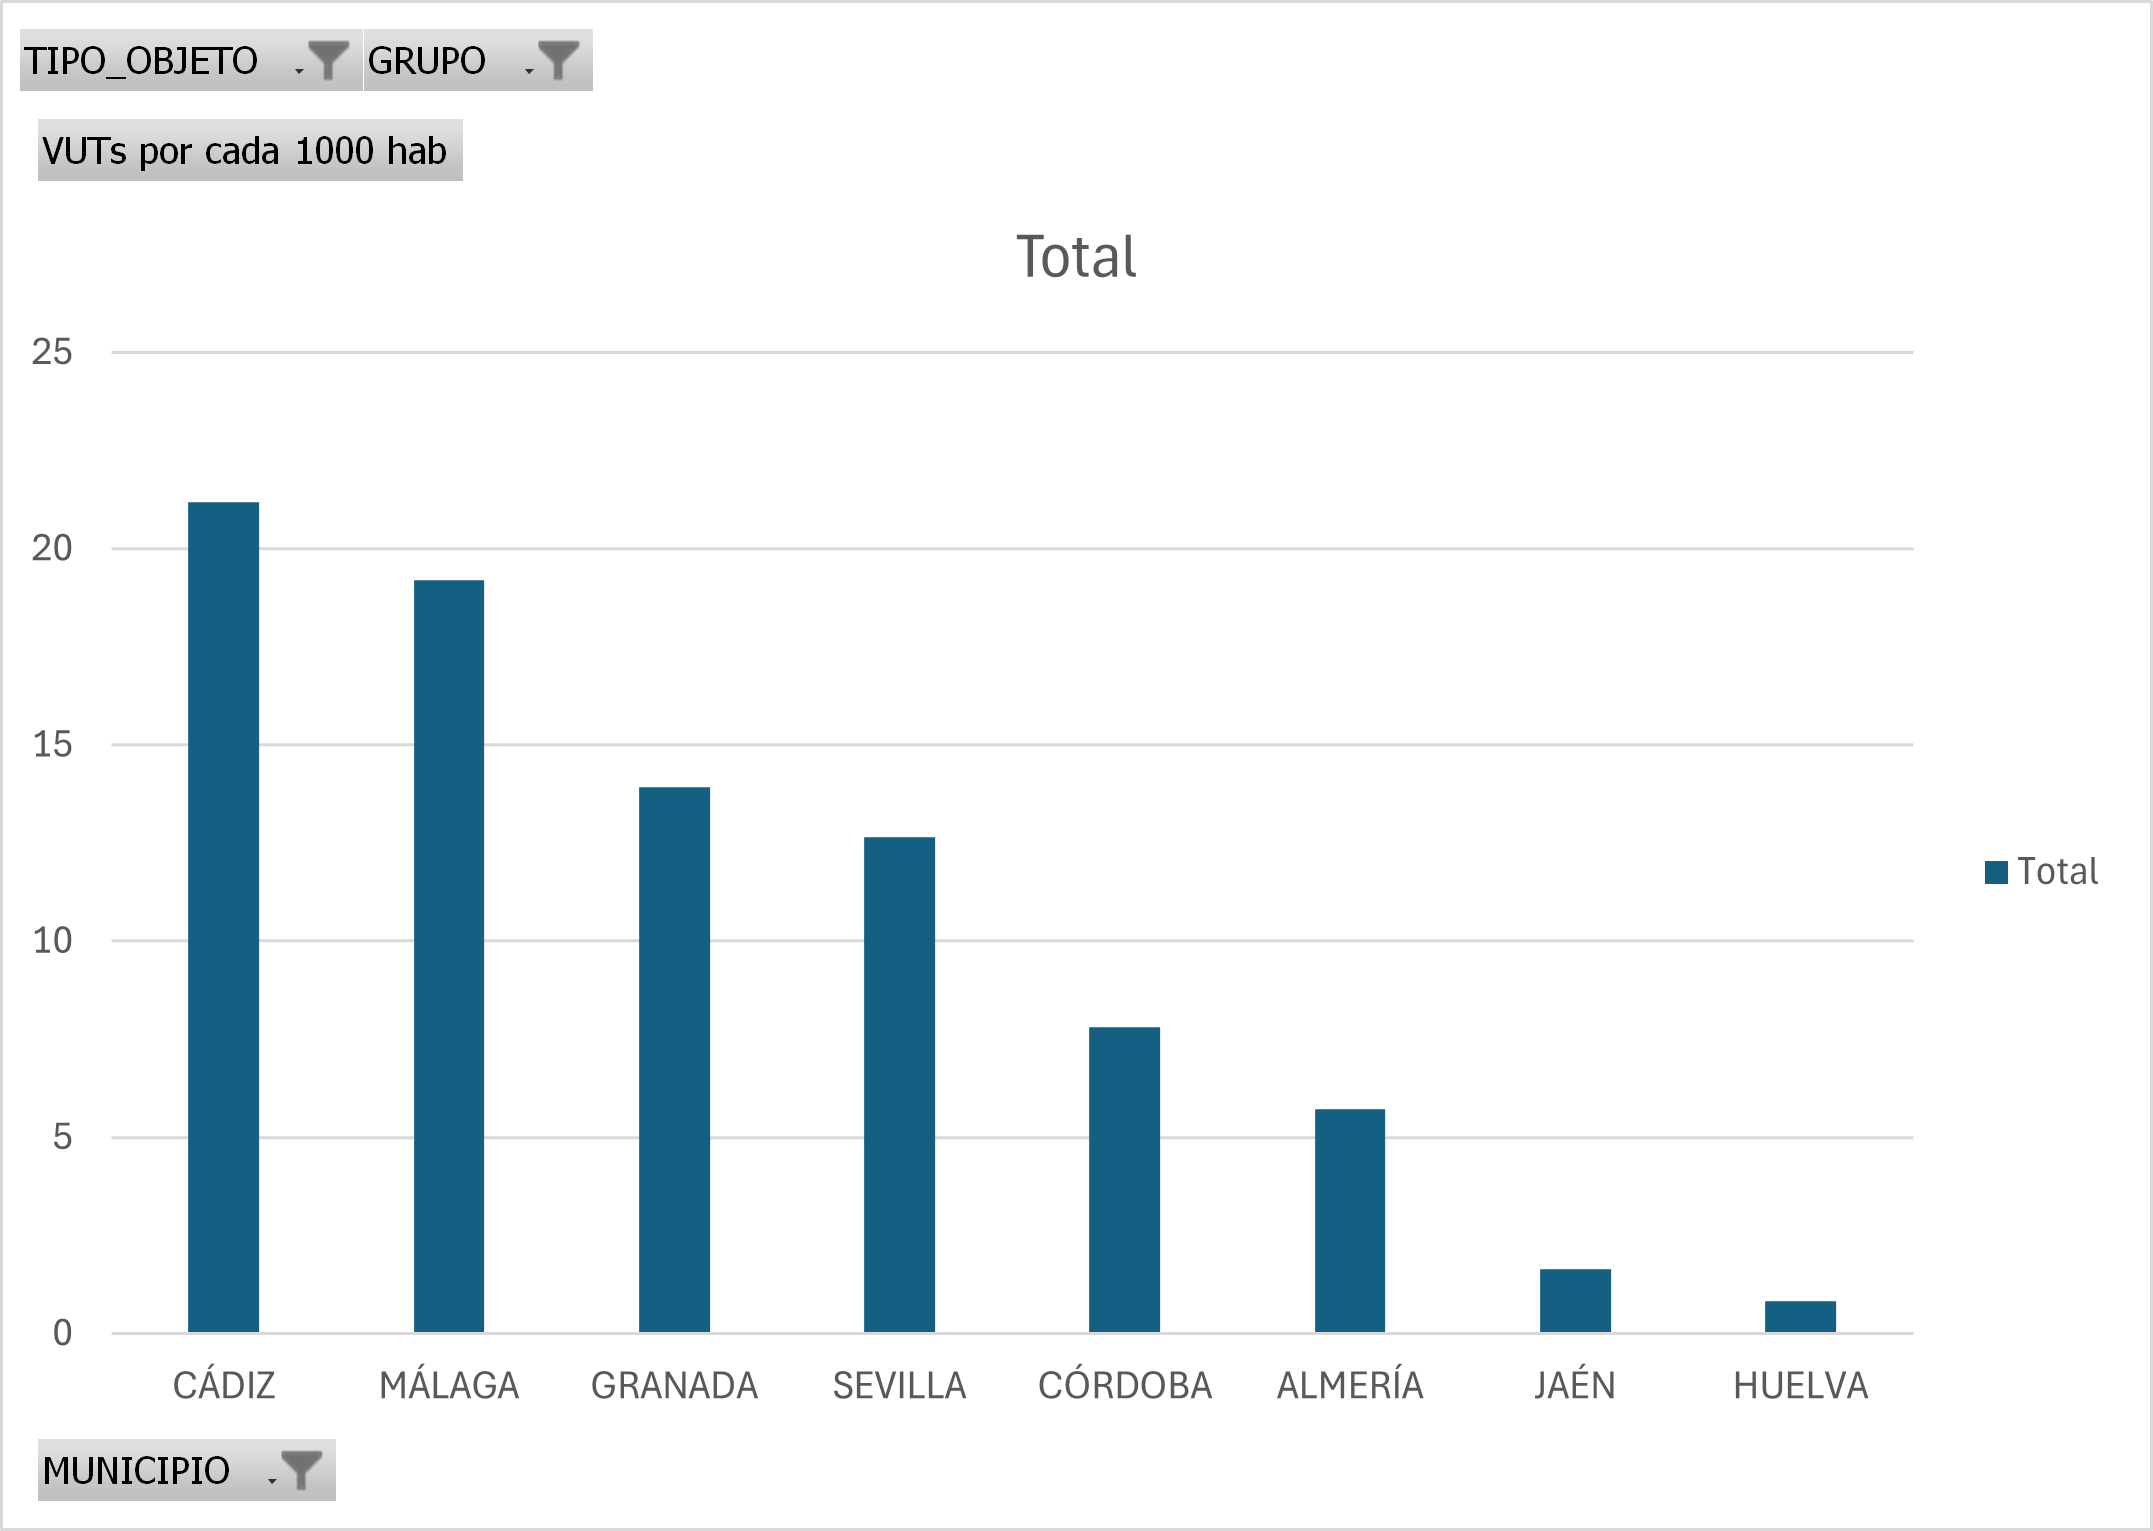 TIPO_OBJETO GRUPO
VUTs por cada 1000 hab
Total
25
20
15
10
5
0
Total
CÁDIZ MÁLAGA GRANADA SEVILLA CÓRDOBA ALMERÍA JAÉN HUELVA
MUNICIPIO